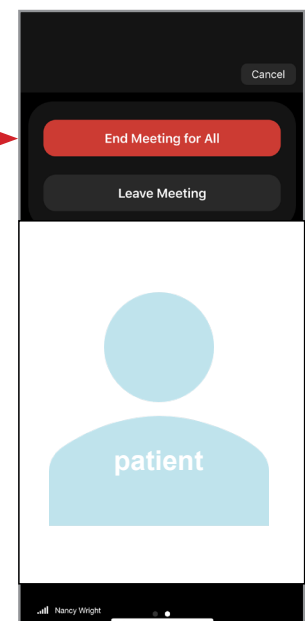 Cancel
End Meeting for All
Leave Meeting
patient
Nancy Wright